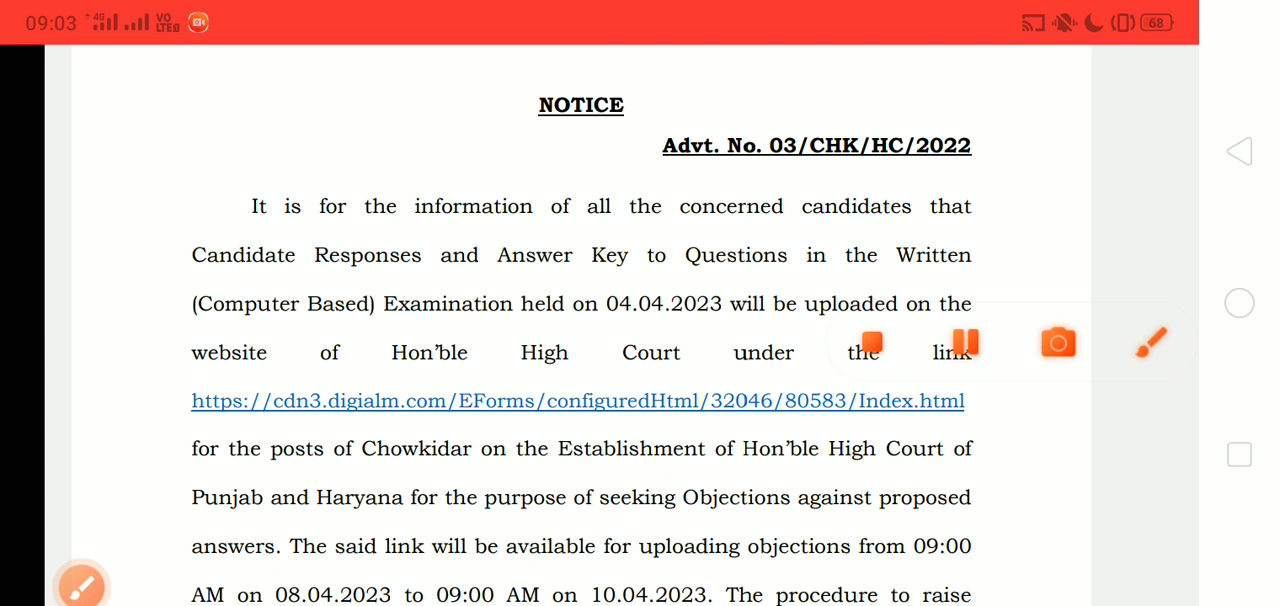 09:03 4G VO LTE 68
NOTICE
Advt. No. 03/CHK/HC/2022
It is for the information of all the concerned candidates that
Candidate Responses and Answer Key to Questions in the Written
(Computer Based) Examination held on 04.04.2023 will be uploaded on the
website of Hon’ble High Court under the link
https://cdn3.digialm.com/EForms/configuredHtml/32046/80583/Index.html
for the posts of Chowkidar on the Establishment of Hon’ble High Court of
Punjab and Haryana for the purpose of seeking Objections against proposed
answers. The said link will be available for uploading objections from 09:00
AM on 08.04.2023 to 09:00 AM on 10.04.2023. The procedure to raise